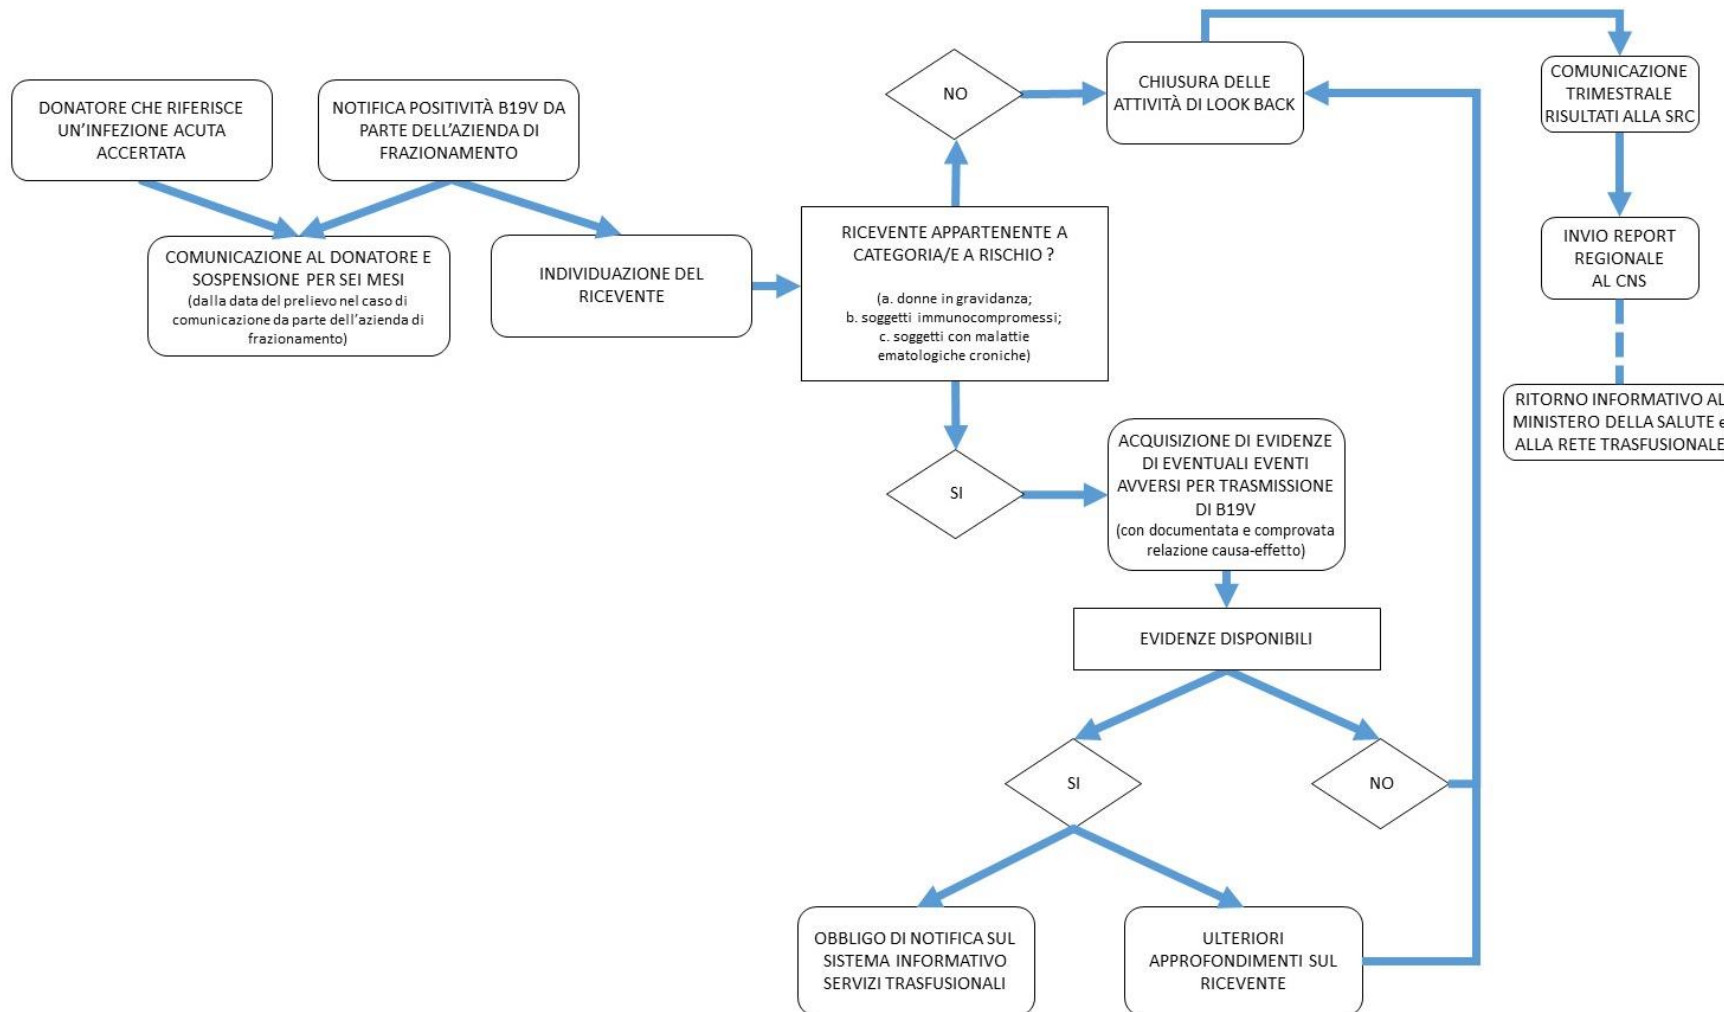 DONATORE CHE RIFERISCE
UN'INFEZIONE ACUTA
ACCERTATA
NOTIFICA POSITIVITÀ B19V DA
PARTE DELL'AZIENDA DI
FRAZIONAMENTO
COMUNICAZIONE AL DONATORE E
SOSPENSIONE PER SEI MESI
(dalla data del prelievo nel caso di
comunicazione da parte dell'azienda di
frazionamento)
INDIVIDUAZIONE DEL
RICEVENTE
RICEVENTE APPARTENENTE A
CATEGORIA/E A RISCHIO ?
(a. donne in gravidanza;
b. soggetti immunocompromessi;
c. soggetti con malattie
ematologiche croniche)
NO
CHIUSURA DELLE
ATTIVITÀ DI LOOK BACK
COMUNICAZIONE
TRIMESTRALE
RISULTATI ALLA SRC
INVIO REPORT
REGIONALE
AL CNS
RITORNO INFORMATIVO AL
MINISTERO DELLA SALUTE e
ALLA RETE TRASFUSIONALE
SI
ACQUISIZIONE DI EVIDENZE
DI EVENTUALI EVENTI
AVVERSI PER TRASMISSIONE
DI B19V
(con documentata e comprovata
relazione causa-effetto)
EVIDENZE DISPONIBILI
SI
NO
OBBLIGO DI NOTIFICA SUL
SISTEMA INFORMATIVO
SERVIZI TRASFUSIONALI
ULTERIORI
APPROFONDIMENTI SUL
RICEVENTE